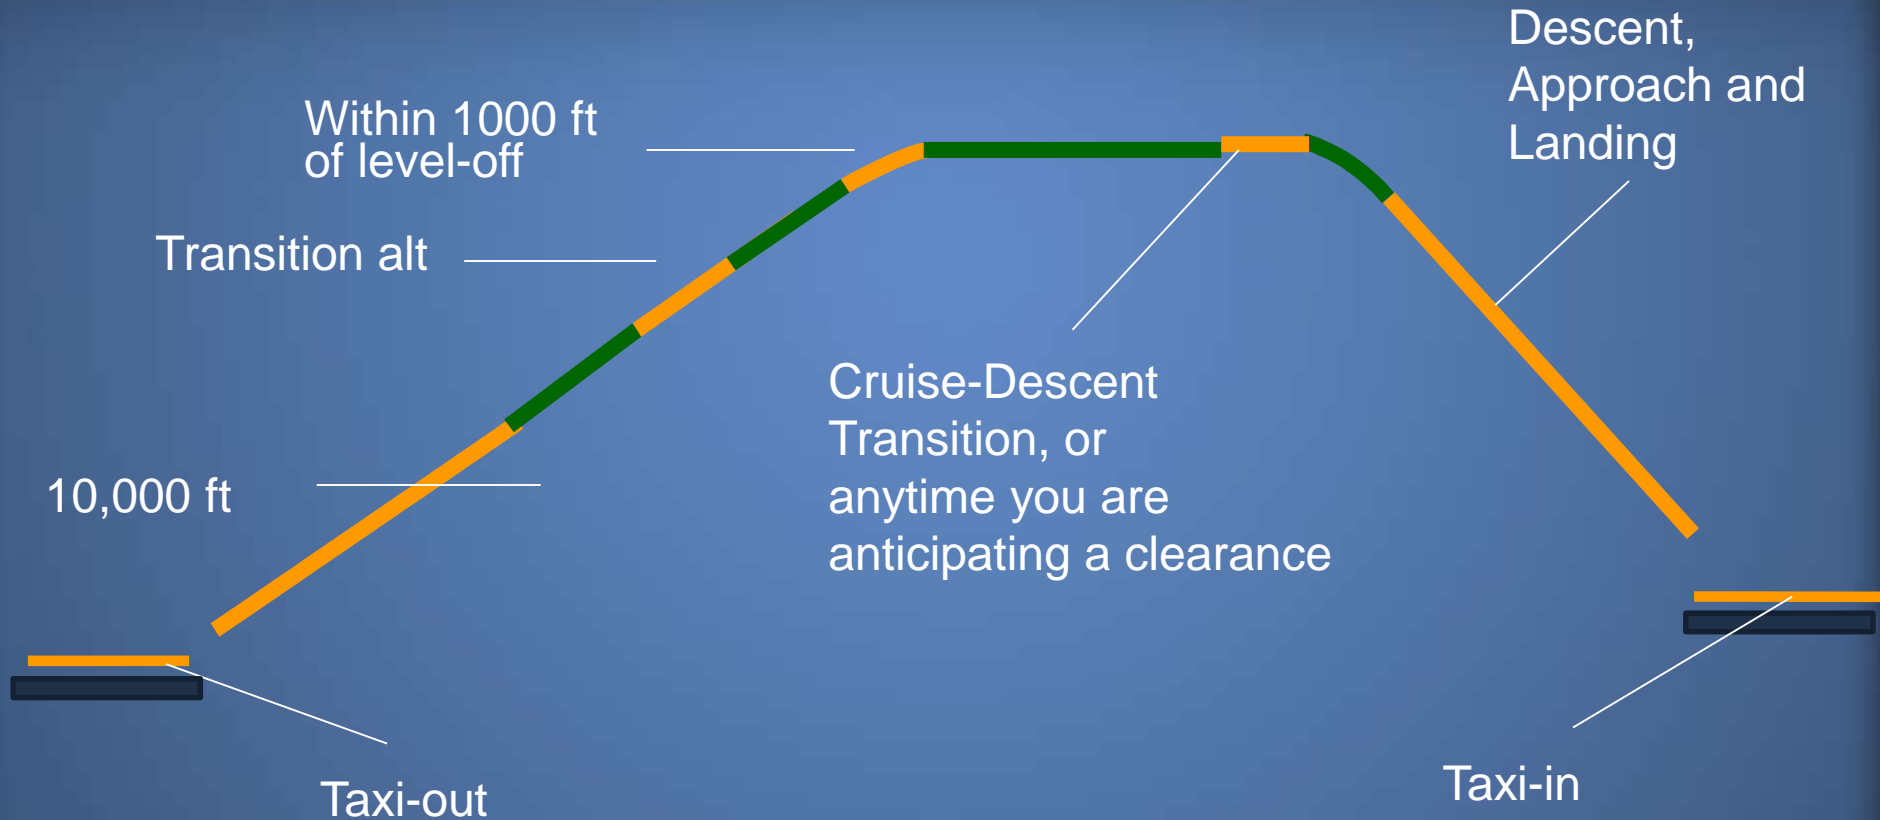 Descent,
Approach and
Landing
Within 1000 ft
of level-off
Transition alt
Cruise-Descent
Transition, or
anytime you are
anticipating a clearance
10,000 ft
Taxi-out
Taxi-in